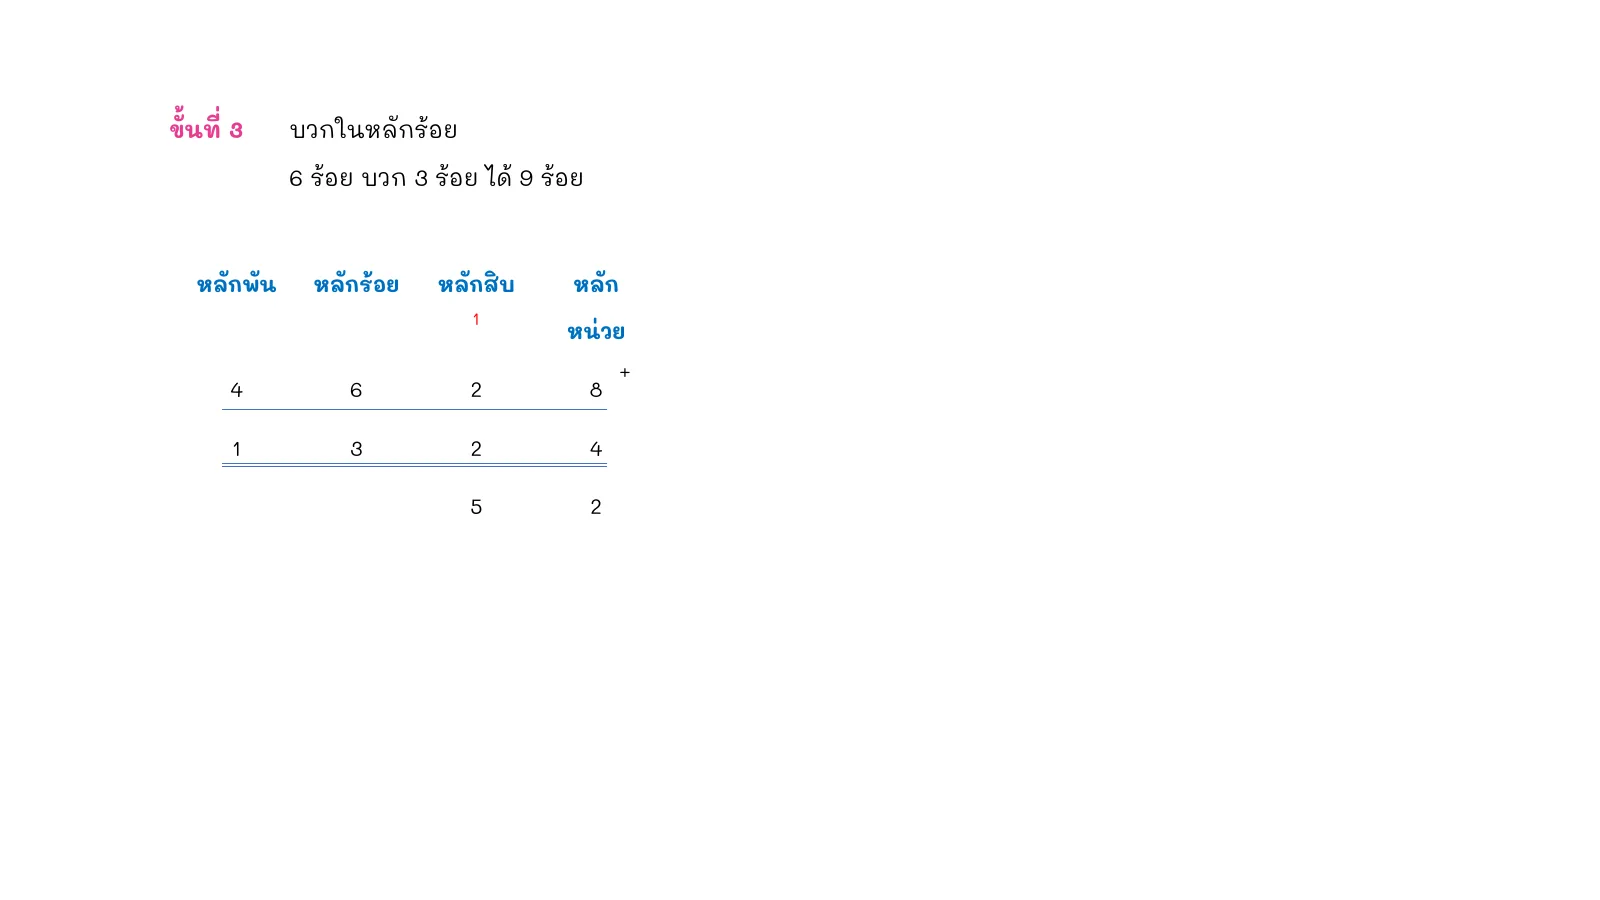 ขั้นที่ 3 บวกในหลักร้อย
6 ร้อย บวก 3 ร้อย ได้ 9 ร้อย
หลักพัน หลักร้อย หลักสิบ หลัก
1 หน่วย
+
4 6 2 8
1 3 2 4
5 2